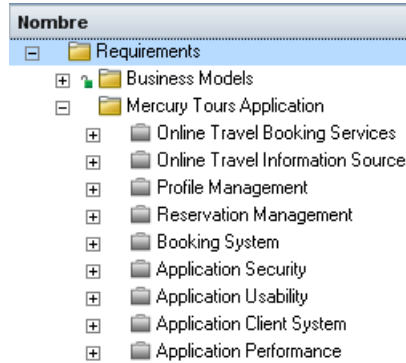 Nombre
Requirements
Business Models
Mercury Tours Application
Online Travel Booking Services
Online Travel Information Source
Profile Management
Reservation Management
Booking System
Application Security
Application Usability
Application Client System
Application Performance